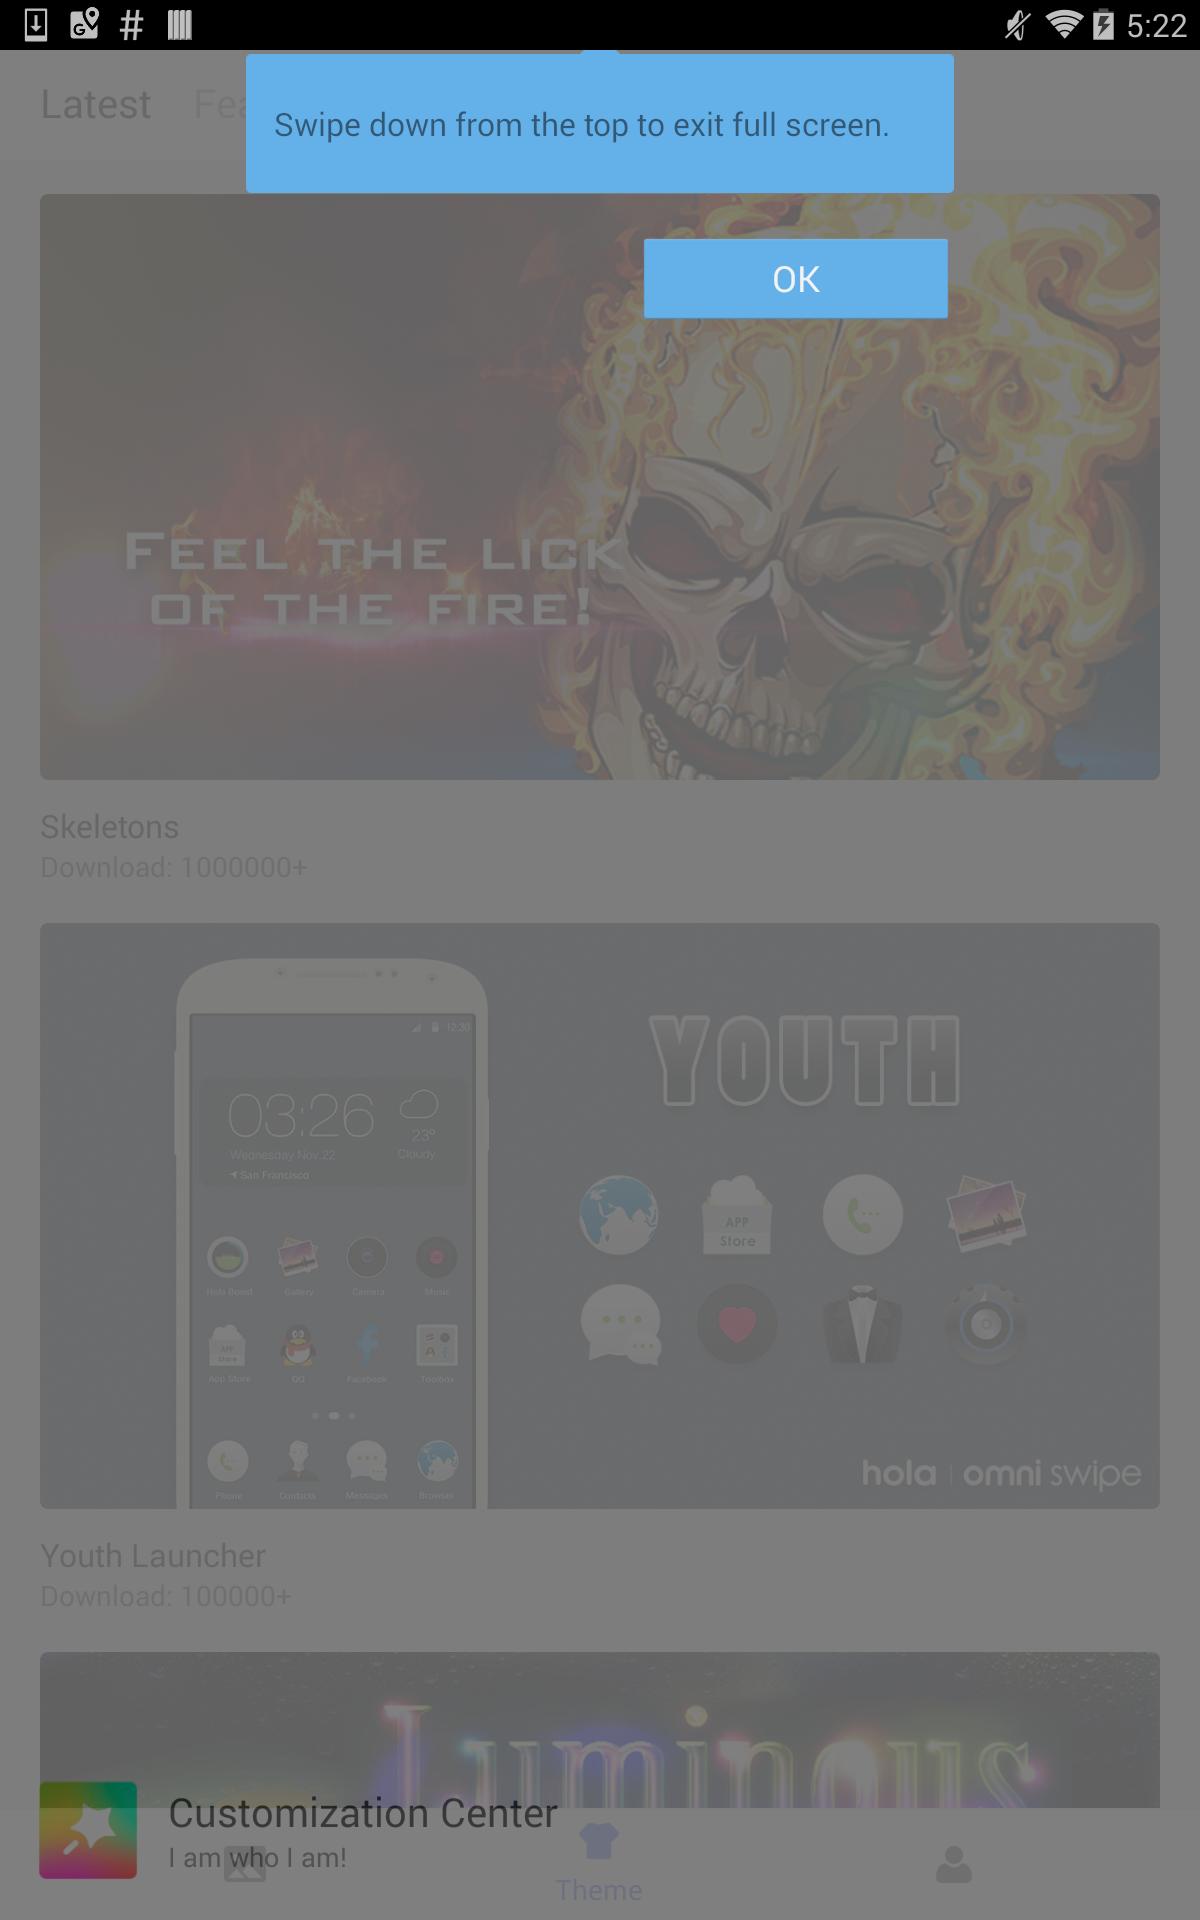 5:22
Latest Fea
Swipe down from the top to exit full screen.
OK
FEEL THE LICK
OF THE FIRE!
Skeletons
Download: 1000000+
12:30
03:26
23°
Wednesday Nov.22
Cloudy
San Francisco
YOUTH
APP
Store
Hola Boost Gallery Camera Music
APP
Store
App Store QQ Facebook Toolbox
Phone Contacts Messages Browser
hola | omni swipe
Youth Launcher
Download: 100000+
Luminous
Customization Center
I am who I am!
Theme